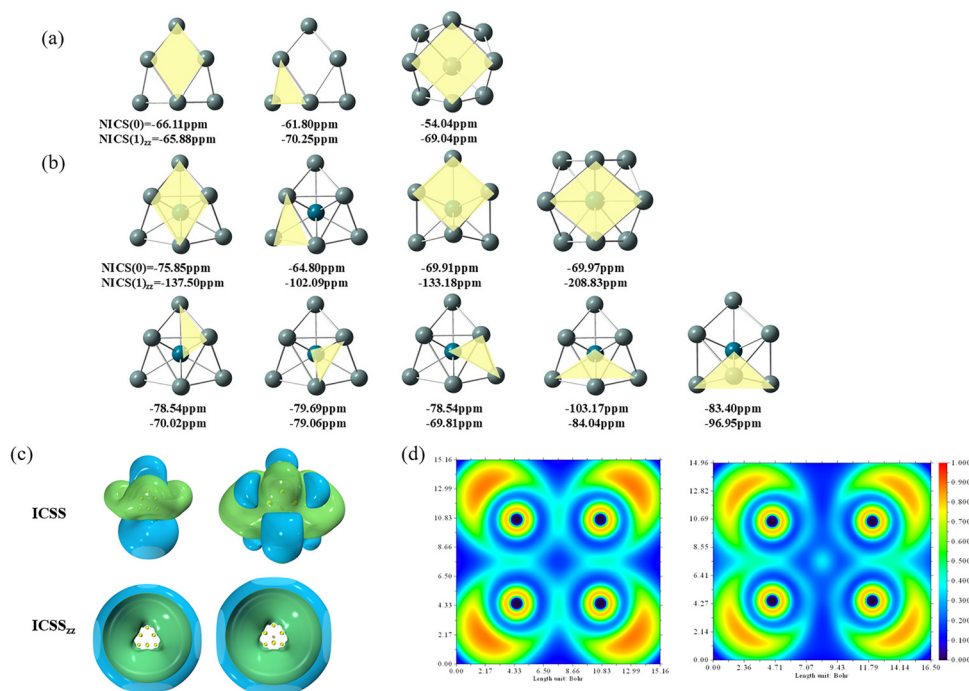 (a)
NICS(0)=-66.11ppm -61.80ppm -54.04ppm
NICS(1)zz=-65.88ppm -70.25ppm -69.04ppm
(b)
NICS(0)=-75.85ppm -64.80ppm -69.91ppm -69.97ppm
NICS(1)zz=-137.50ppm -102.09ppm -133.18ppm -208.83ppm
-78.54ppm -79.69ppm -78.54ppm -103.17ppm -83.40ppm
-70.02ppm -79.06ppm -69.81ppm -84.04ppm -96.95ppm
(c)
ICSS
ICSSzz
(d)
15.16
12.99
10.83
8.66
6.50
4.33
2.17
0.00
0.00 2.17 4.33 6.50 8.66 10.83 12.99 15.16
Length unit: Bohr
14.96
12.83
10.69
8.55
6.41
4.27
2.14
0.00
0.00 2.36 4.71 7.07 9.43 11.79 14.14 16.50
Length unit: Bohr
1.000
0.900
0.800
0.700
0.600
0.500
0.400
0.300
0.200
0.100
0.000